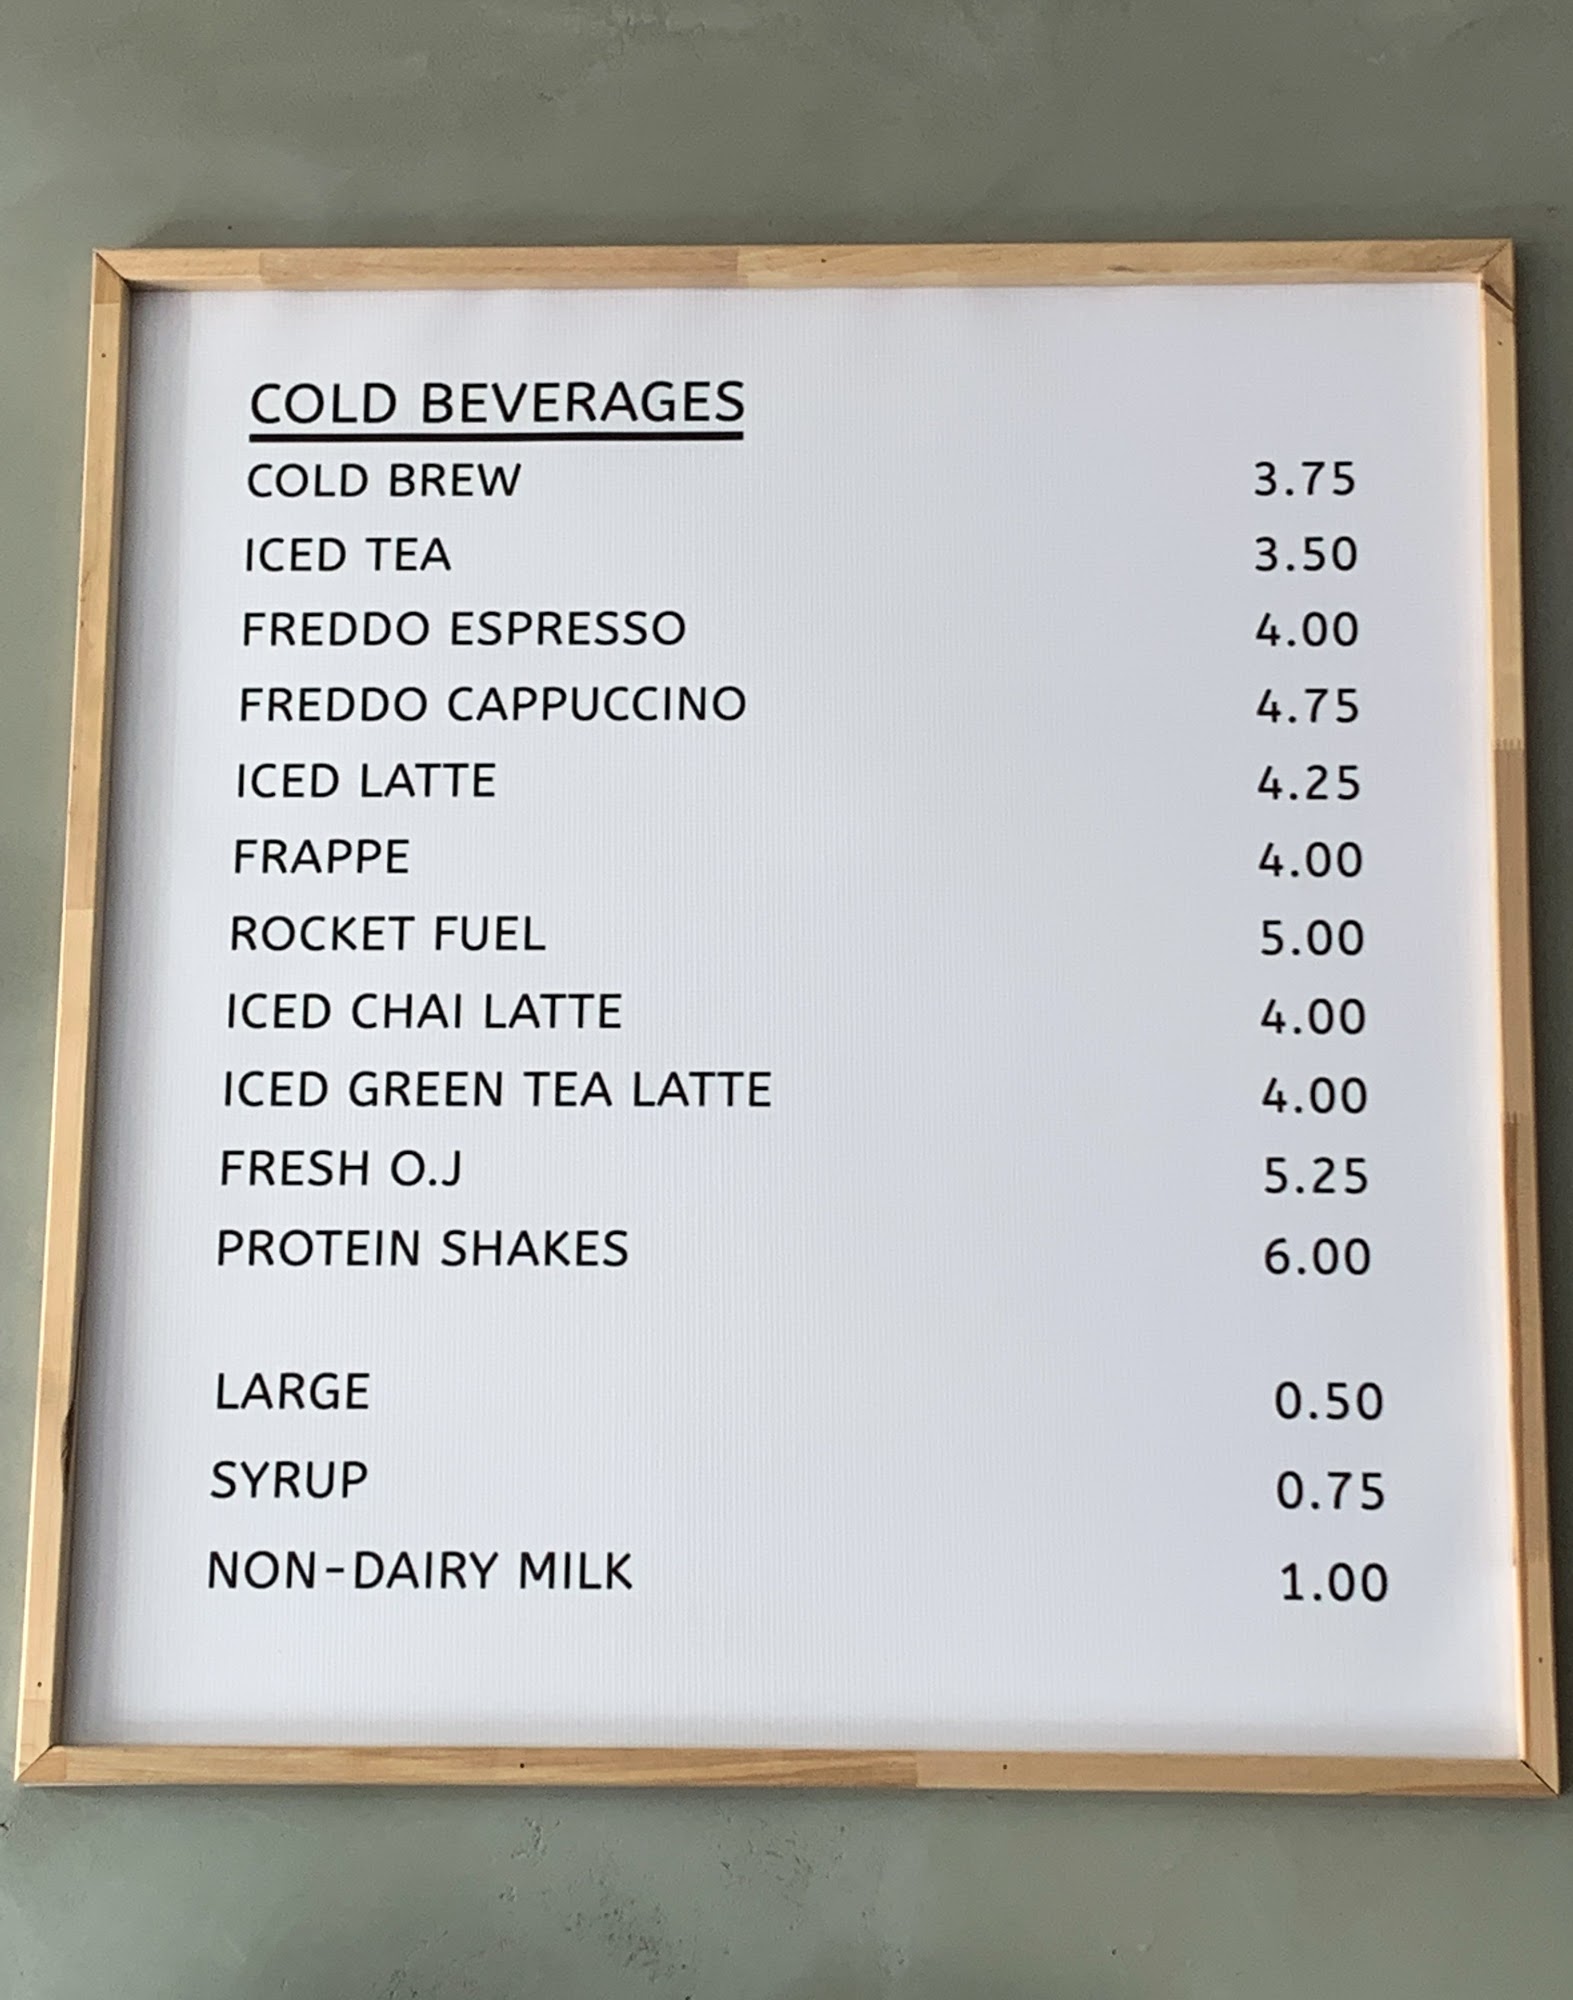 COLD BEVERAGES
COLD BREW 3.75
ICED TEA 3.50
FREDDO ESPRESSO 4.00
FREDDO CAPPUCCINO 4.75
ICED LATTE 4.25
FRAPPE 4.00
ROCKET FUEL 5.00
ICED CHAI LATTE 4.00
ICED GREEN TEA LATTE 4.00
FRESH O.J 5.25
PROTEIN SHAKES 6.00
LARGE 0.50
SYRUP 0.75
NON-DAIRY MILK 1.00